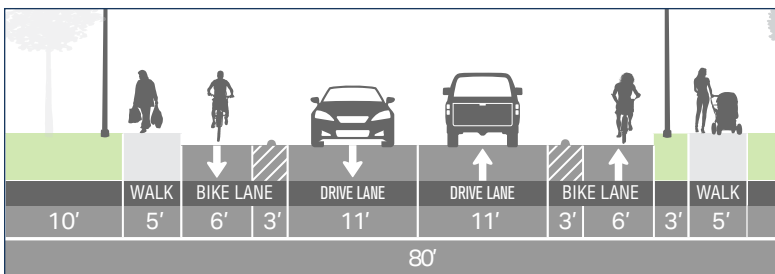 WALK BIKE LANE DRIVE LANE DRIVE LANE BIKE LANE WALK
10' 5' 6' 3' 11' 11' 3' 6' 3' 5'
80'